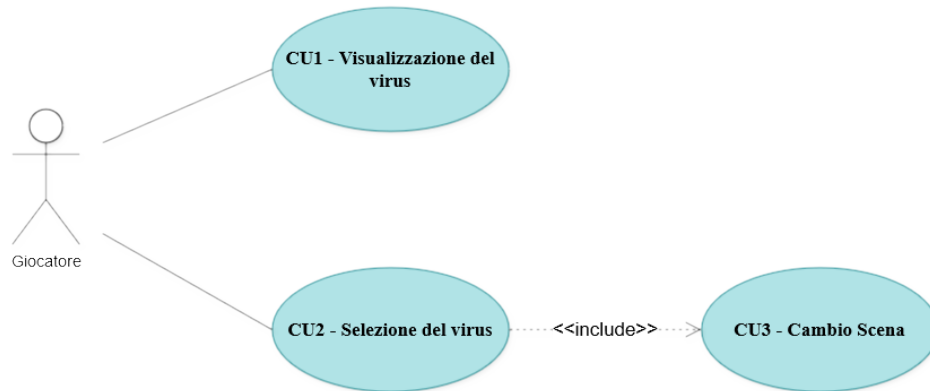 CU1 - Visualizzazione del
virus
Giocatore
CU2 - Selezione del virus
<<include>>
CU3 - Cambio Scena